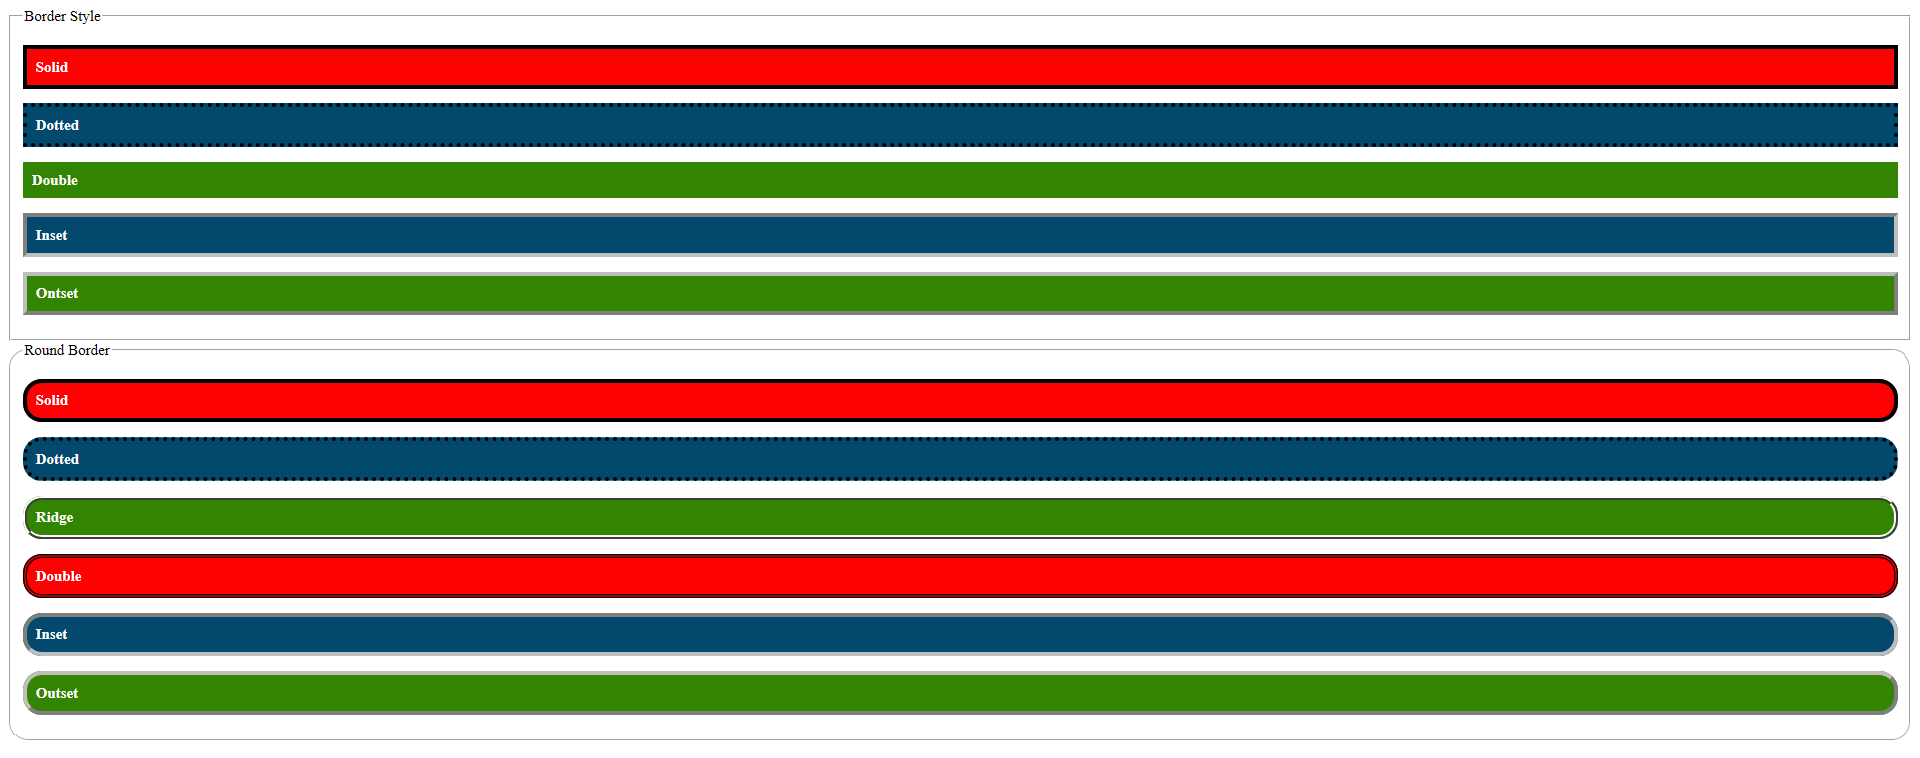 Border Style
Solid
Dotted
Double
Inset
Ontset
Round Border
Solid
Dotted
Ridge
Double
Inset
Outset